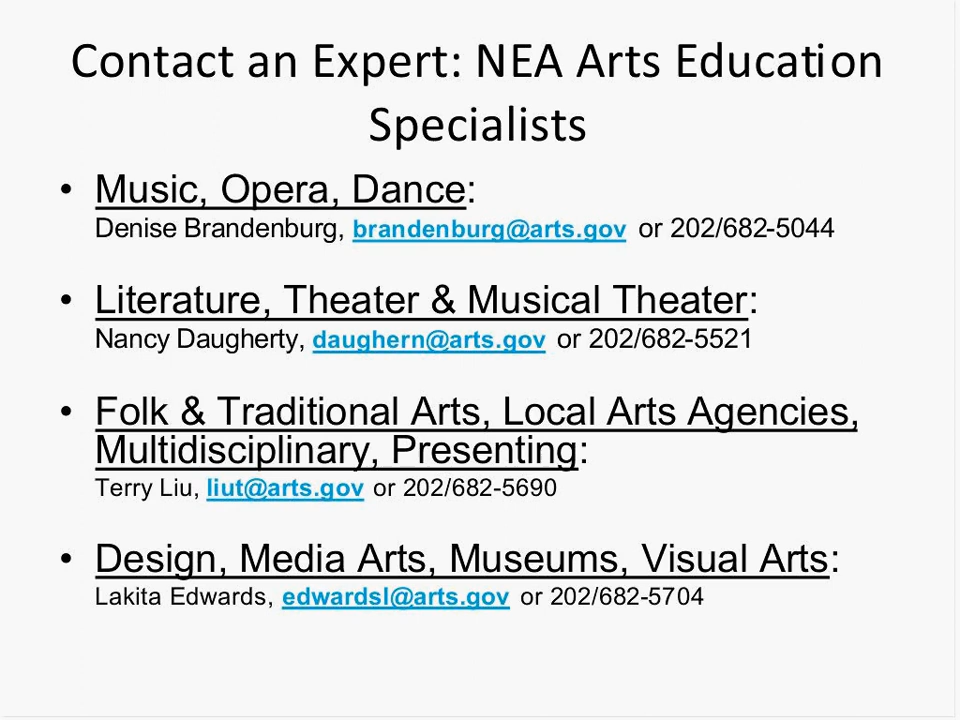 Contact an Expert: NEA Arts Education
Specialists
• Music, Opera, Dance:
Denise Brandenburg, brandenburg@arts.gov or 202/682-5044
• Literature, Theater & Musical Theater:
Nancy Daugherty, daughern@arts.gov or 202/682-5521
• Folk & Traditional Arts, Local Arts Agencies,
Multidisciplinary, Presenting:
Terry Liu, liut@arts.gov or 202/682-5690
• Design, Media Arts, Museums, Visual Arts:
Lakita Edwards, edwardsl@arts.gov or 202/682-5704